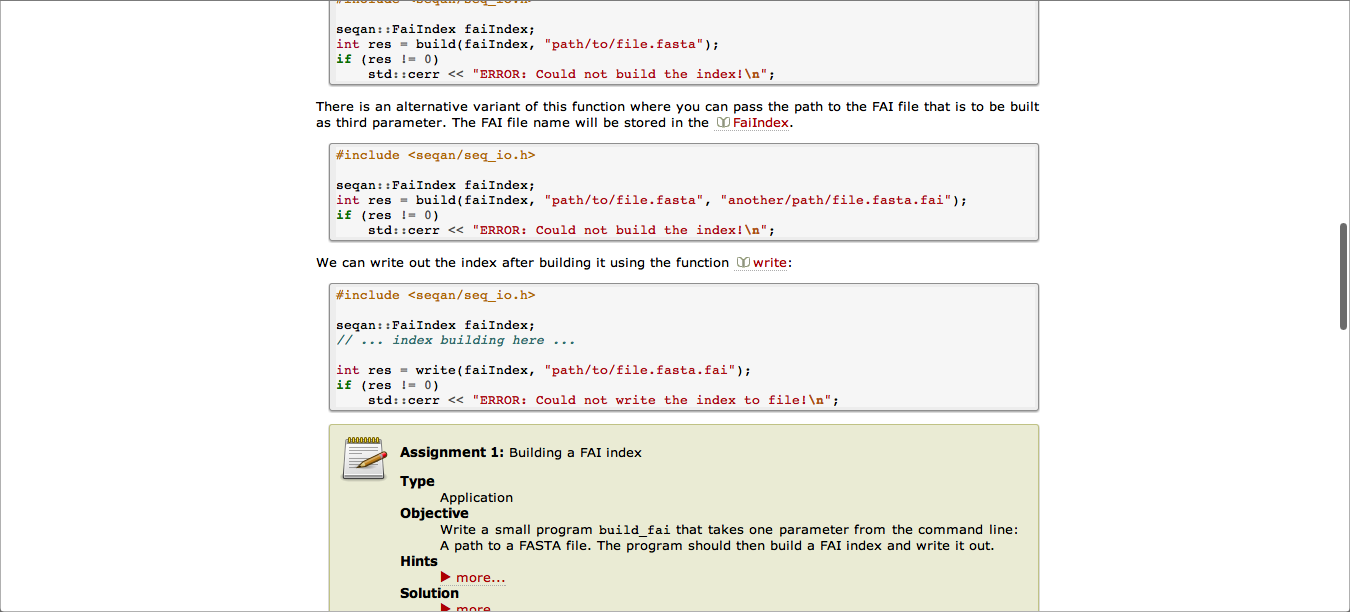 #include <seqan/seq_io.h>
seqan::FaiIndex faiIndex;
int res = build(faiIndex, "path/to/file.fasta");
if (res != 0)
    std::cerr << "ERROR: Could not build the index!\n";
There is an alternative variant of this function where you can pass the path to the FAI file that is to be built
as third parameter. The FAI file name will be stored in the FaiIndex.
#include <seqan/seq_io.h>
seqan::FaiIndex faiIndex;
int res = build(faiIndex, "path/to/file.fasta", "another/path/file.fasta.fai");
if (res != 0)
    std::cerr << "ERROR: Could not build the index!\n";
We can write out the index after building it using the function write:
#include <seqan/seq_io.h>
seqan::FaiIndex faiIndex;
// ... index building here ...
int res = write(faiIndex, "path/to/file.fasta.fai");
if (res != 0)
    std::cerr << "ERROR: Could not write the index to file!\n";
Assignment 1: Building a FAI index
Type
Application
Objective
Write a small program build_fai that takes one parameter from the command line:
A path to a FASTA file. The program should then build a FAI index and write it out.
Hints
more...
Solution
more